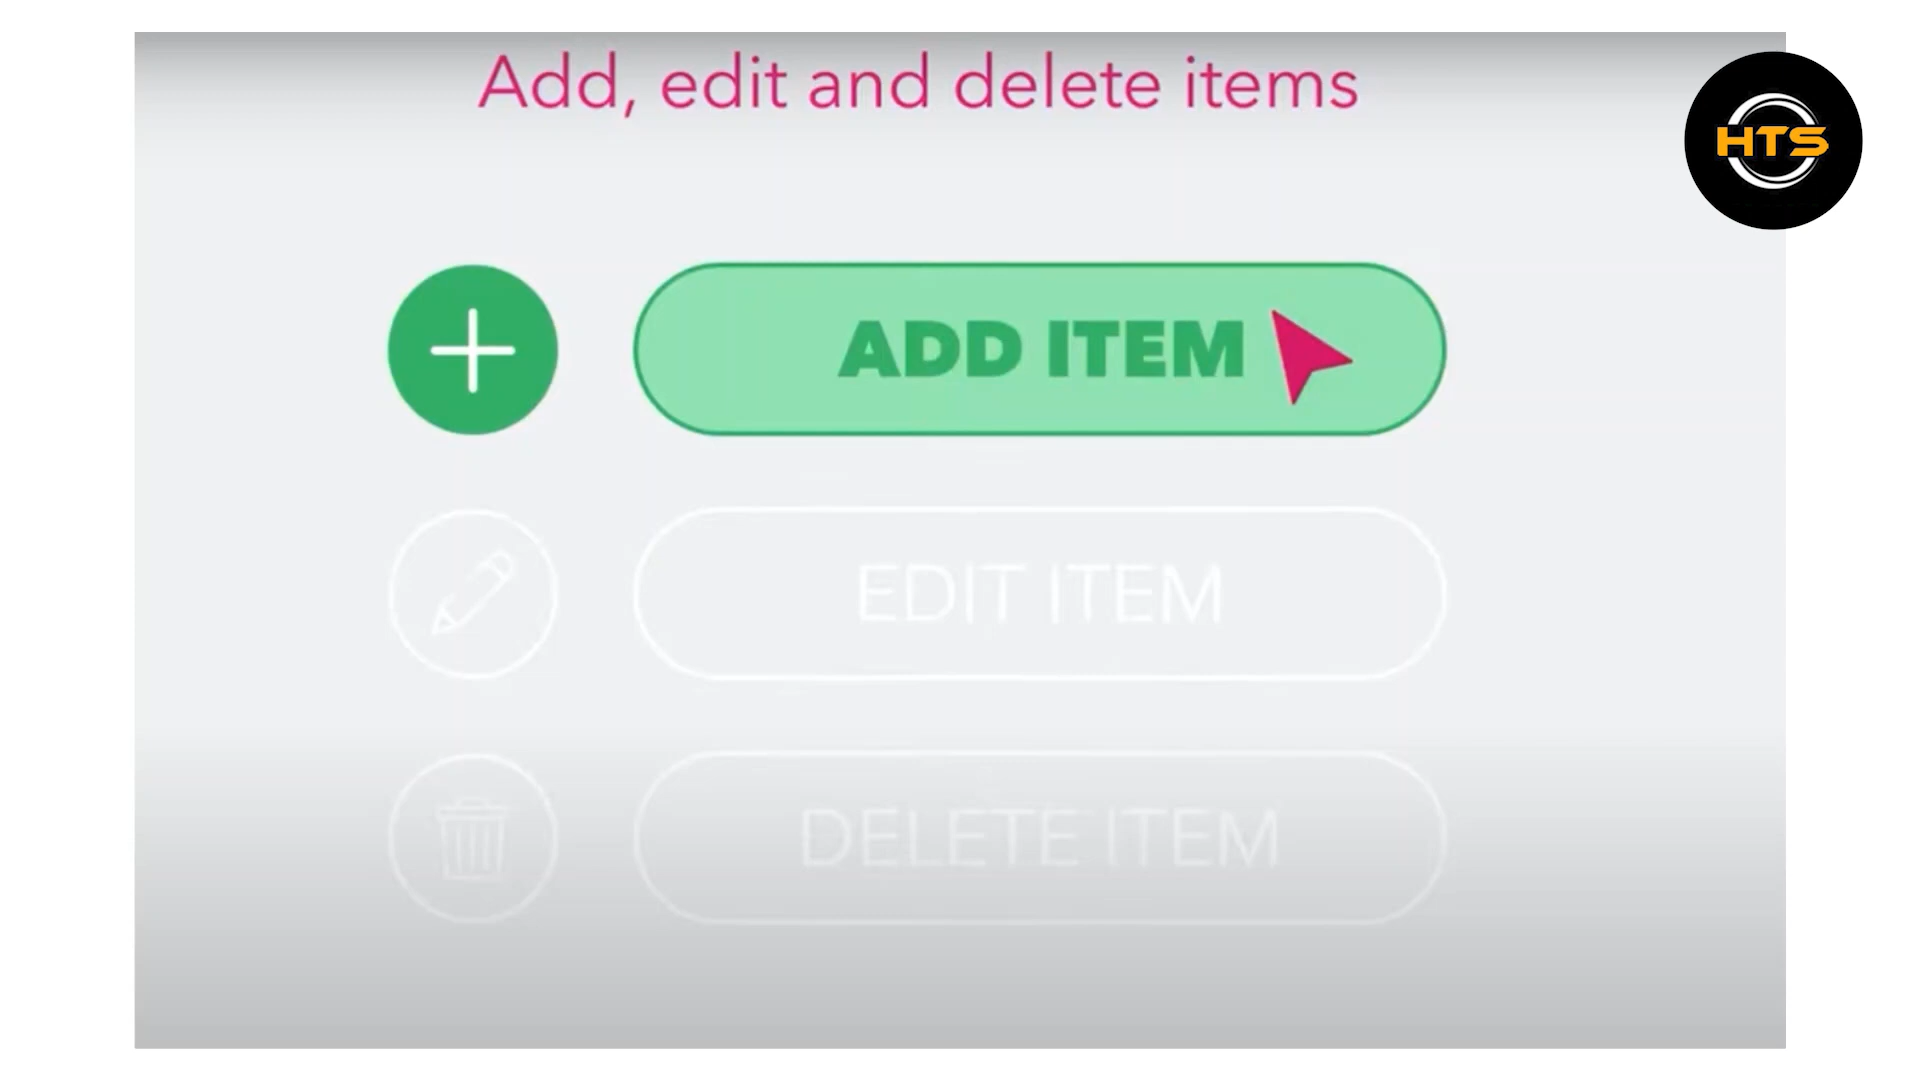 Add, edit and delete items
HTS
ADD ITEM
EDIT ITEM
DELETE ITEM